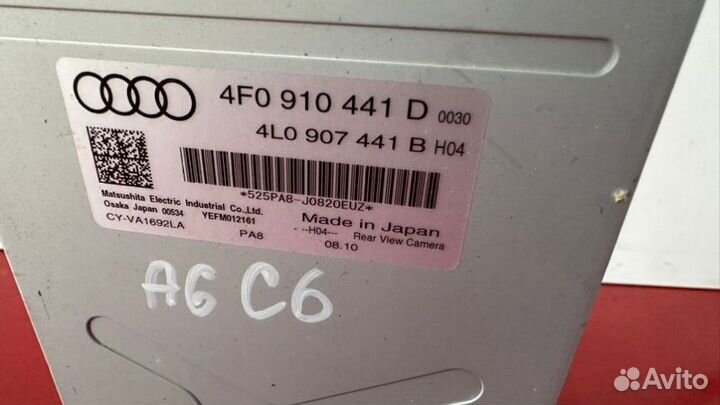 4F0 910 441 D 0030
4L0 907 441 B H04
*525PA8-J0820EUZ*
Matsushita Electric Industrial Co.,Ltd.
Osaka Japan 00534 YEFM012161
CY-VA1692LA PA8
Made in Japan
--H04--- Rear View Camera
08.10
A6 C6
Avito